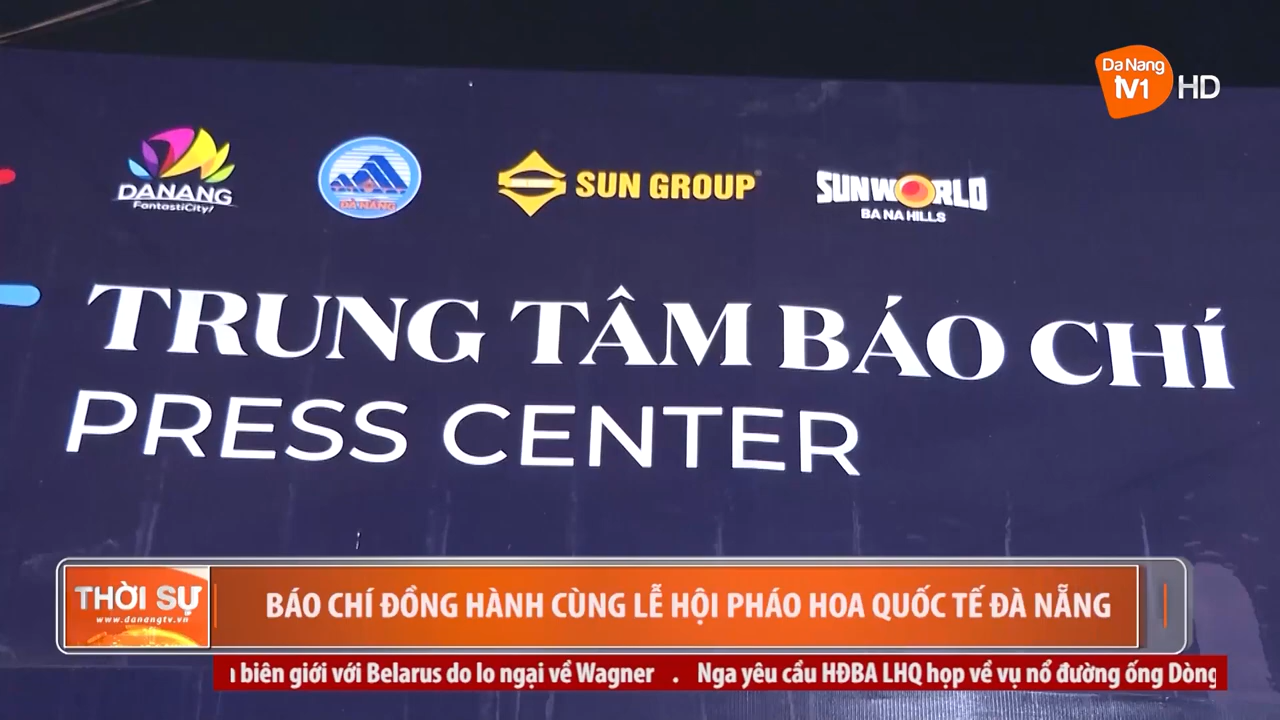 Da Nang
TV1 HD
DANANG
FantastiCity!
ĐÀ NẴNG
SUN GROUP
SUNWORLD
BA NA HILLS
TRUNG TÂM BÁO CHÍ
PRESS CENTER
THỜI SỰ
www.danangtv.vn
BÁO CHÍ ĐỒNG HÀNH CÙNG LỄ HỘI PHÁO HOA QUỐC TẾ ĐÀ NẴNG
biên giới với Belarus do lo ngại về Wagner . Nga yêu cầu HĐBA LHQ họp về vụ nổ đường ống Dòng